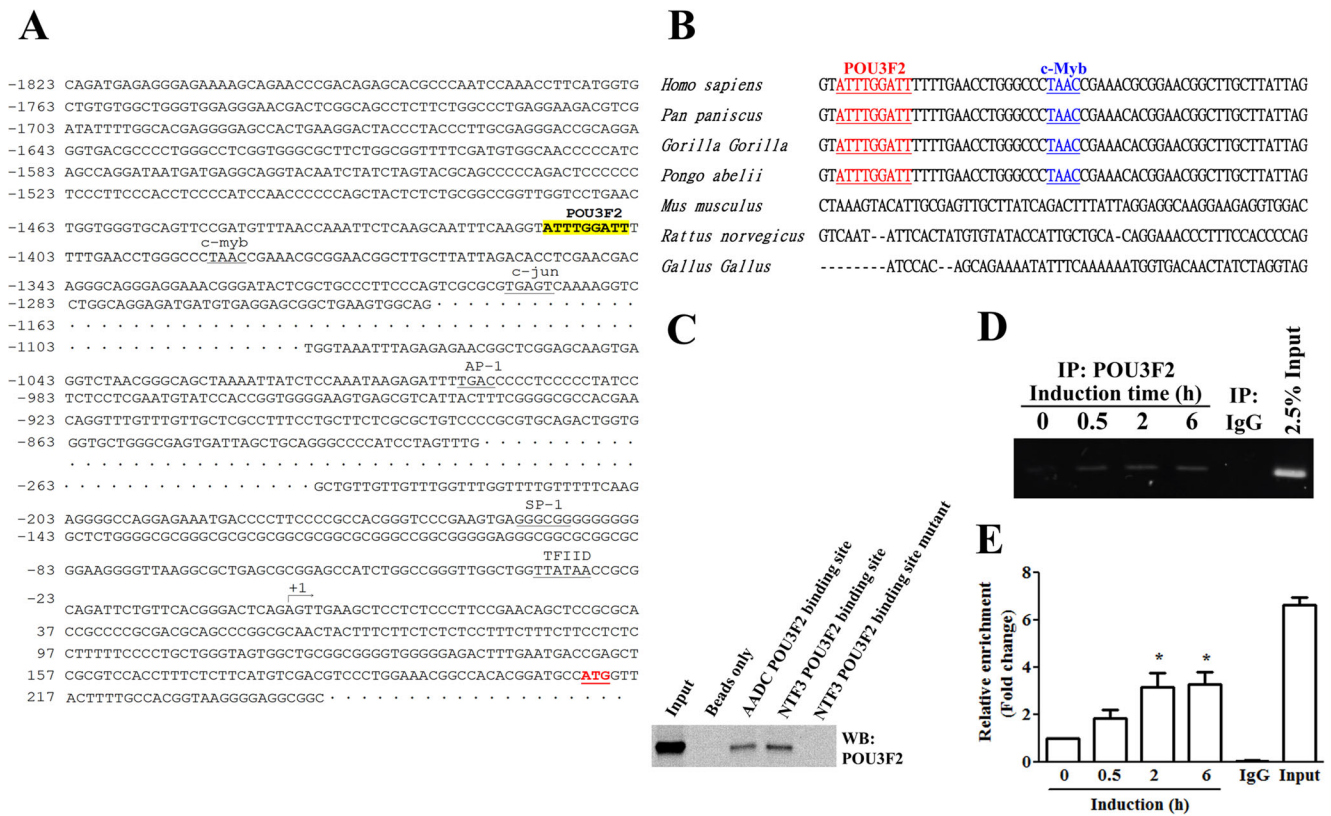 A
-1823 CAGATGAGAGGGAGAAAAGCAGAACCCGACAGAGCACGCCCAATCCAAACCTTCATGGTG
-1763 CTGTGTGGCTGGGTGGAGGGAACGACTCGGCAGCCTCTTCTGGCCCTGAGGAAGACGTCG
-1703 ATATTTTGGCACGAGGGGAGCCACTGAAGGACTACCCTACCCTTGCGAGGGACCGCAGGA
-1643 GGTGACGCCCCTGGGCCTCGGTGGGCGCTTCTGGCGGTTTTCGATGTGGCAACCCCCATC
-1583 AGCCAGGATAATGATGAGGCAGGTACAATCTATCTAGTACGCAGCCCCCAGACTCCCCCC
-1523 TCCCTTCCCACCTCCCCATCCAACCCCCCAGCTACTCTCTGCGGCCGGTTGGTCCTGAAC
POU3F2
-1463 TGGTGGGTGCAGTTCCGATGTTTAACCAAATTCTCAAGCAATTTCAAGGTATTTGGATTT
c-myb
-1403 TTTGAACCTGGGCCCTAACCGAAACGCGGAACGGCTTGCTTATTAGACACCTCGAACGAC
c-jun
-1343 AGGGCAGGGAGGAAACGGGATACTCGCTGCCCTTCCCAGTCGCGCGTGAGTCAAAAGGTC
-1283 CTGGCAGGAGATGATGTGAGGAGCGGCTGAAGTGGCAG · · · · · · · · · · ·
-1163 · · · · · · · · · · · · · · · · · · · · · · · · · · · · · ·
-1103 · · · · · · · · · · · · · TGGTAAATTTAGAGAGAACGGCTCGGAGCAAGTGA
AP-1
-1043 GGTCTAACGGGCAGCTAAAATTATCTCCAAATAAGAGATTTTGACCCCCTCCCCCTATCC
-983 TCTCCTCGAATGTATCCACCGGTGGGGAAGTGAGCGTCATTACTTTCGGGGCGCCACGAA
-923 CAGGTTTGTTTGTTGCTCGCCTTTCCTGCTTCTCGCGCTGTCCCCGCGTGCAGACTGGTG
-863 GGTGCTGGGCGAGTGATTAGCTGCAGGGCCCCATCCTAGTTTG · · · · · · · · ·
· · · · · · · · · · · · · · · · · · · · · · · · · · · · · ·
-263 · · · · · · · · · · · · · GCTGTTGTTGTTTGGTTTGGTTTTGTTTTTCAAG
SP-1
-203 AGGGGCCAGGAGAAATGACCCCTTCCCCGCCACGGGTCCCGAAGTGAGGGCGGGGGGGGG
-143 GCTCTGGGGCGCGGGCGCGCGCGGCGCGGCGCGGGCCGGCGGGGGAGGGCGGCGCGGCGC
TFIID
-83 GGAAGGGGTTAAGGCGCTGAGCGCGGAGCCATCTGGCCGGGTTGGCTGGTTATAACCGCG
+1
-23 CAGATTCTGTTCACGGGACTCAGAGTTGAAGCTCCTCTCCCTTCCGAACAGCTCCGCGCA
37 CCGCCCCGCGACGCAGCCCGGCGCAACTACTTTCTTCTCTCTCCTTTCTTTCTTCCTCTC
97 CTTTTTCCCCTGCTGGGTAGTGGCTGCGGCGGGGTGGGGGAGACTTTGAATGACCGAGCT
157 CGCGTCCACCTTTCTCTTCATGTCGACGTCCCTGGAAACGGCCACACGGATGCCATGGTT
217 ACTTTTGCCACGGTAAGGGGAGGCGGC · · · · · · · · · · · · · · · ·
B
POU3F2 c-Myb
Homo sapiens GTATTTGGATTTTTTGAACCTGGGCCCTAACCGAAACGCGGAACGGCTTGCTTATTAG
Pan paniscus GTATTTGGATTTTTTGAACCTGGGCCCTAACCGAAACACGGAACGGCTTGCTTATTAG
Gorilla Gorilla GTATTTGGATTTTTTGAACCTGGGCCCTAACCGAAACACGGAACGGCTTGCTTATTAG
Pongo abelii GTATTTGGATTTTTTGAACCTGGGCCCTAACCGAAACACGGAACGGCTTGCTTATTAG
Mus musculus CTAAAGTACATTGCGAGTTGCTTATCAGACTTTATTAGGAGGCAAGGAAGAGGTGGAC
Rattus norvegicus GTCAAT--ATTCACTATGTGTATACCATTGCTGCA-CAGGAAACCCTTTCCACCCCAG
Gallus Gallus --------ATCCAC--AGCAGAAAATATTTCAAAAAATGGTGACAACTATCTAGGTAG
C
Input
Beads only
AADC POU3F2 binding site
NTF3 POU3F2 binding site
NTF3 POU3F2 binding site mutant
WB:
POU3F2
D
IP: POU3F2
Induction time (h)
0 0.5 2 6
IP:
IgG
2.5% Input
E
Relative enrichment
(Fold change)
8
6
4
2
0
* *
0 0.5 2 6 IgG Input
Induction (h)